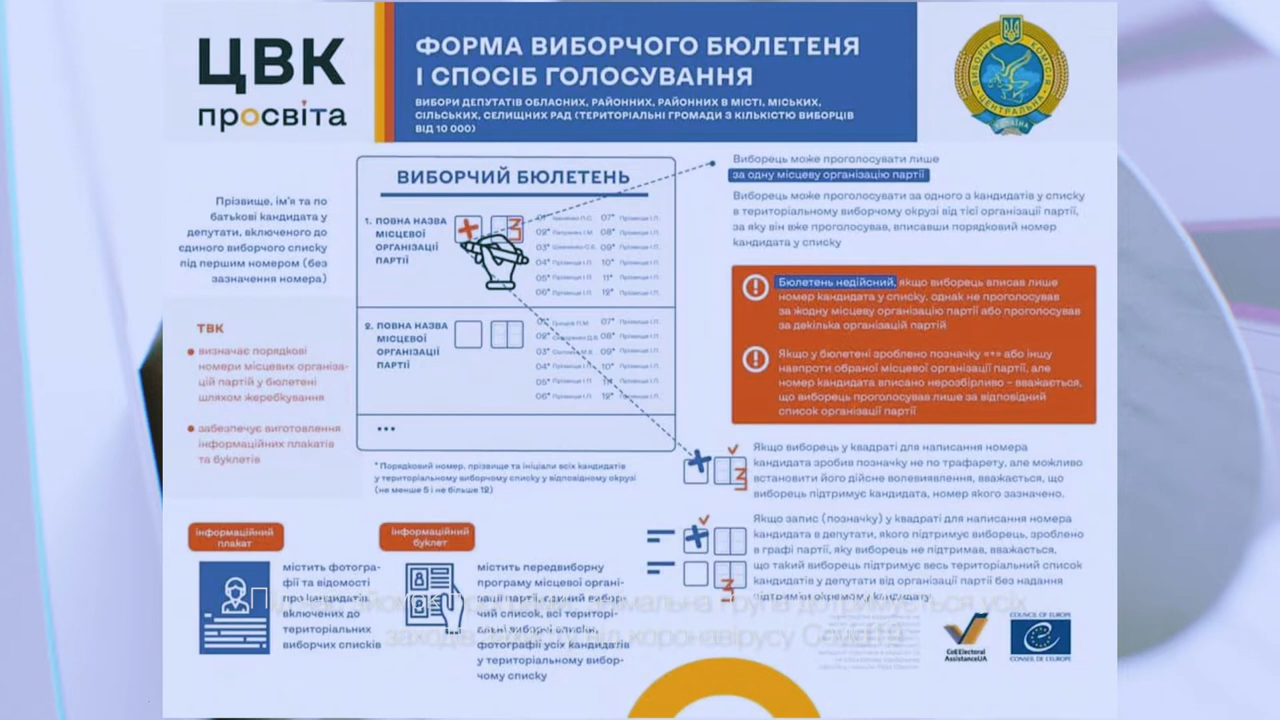 ЦВК
просвіта
ФОРМА ВИБОРЧОГО БЮЛЕТЕНЯ
І СПОСІБ ГОЛОСУВАННЯ
ВИБОРИ ДЕПУТАТІВ ОБЛАСНИХ, РАЙОННИХ, РАЙОННИХ В МІСТІ, МІСЬКИХ,
СІЛЬСЬКИХ, СЕЛИЩНИХ РАД (ТЕРИТОРІАЛЬНІ ГРОМАДИ З КІЛЬКІСТЮ ВИБОРЦІВ
ВІД 10 000)
Прізвище, ім'я та по
батькові кандидата у
депутати, включеного до
єдиного виборчого списку
під першим номером (без
зазначення номера)
ТВК
визначає порядкові
номери місцевих організа-
цій партій у бюлетені
шляхом жеребкування
забезпечує виготовлення
інформаційних плакатів
та буклетів
ВИБОРЧИЙ БЮЛЕТЕНЬ
1. ПОВНА НАЗВА
МІСЦЕВОЇ
ОРГАНІЗАЦІЇ
ПАРТІЇ
2. ПОВНА НАЗВА
МІСЦЕВОЇ
ОРГАНІЗАЦІЇ
ПАРТІЇ
•••
* Порядковий номер, прізвище та ініціали всіх кандидатів
у територіальному виборчому списку у відповідному окрузі
(не менше 5 і не більше 12)
Виборець може проголосувати лише
за одну місцеву організацію партії
Виборець може проголосувати за одного з кандидатів у списку
в територіальному виборчому окрузі від тієї організації партії,
за яку він вже проголосував, вписавши порядковий номер
кандидата у списку
Бюлетень недійсний, якщо виборець вписав лише
номер кандидата у списку, однак не проголосував
за жодну місцеву організацію партії або проголосував
за декілька організацій партій
Якщо у бюлетені зроблено позначку «+» або іншу
навпроти обраної місцевої організації партії, але
номер кандидата вписано нерозбірливо – вважається,
що виборець проголосував лише за відповідний
список організації партії
Якщо виборець у квадраті для написання номера
кандидата зробив позначку не по трафарету, але можливо
встановити його дійсне волевиявлення, вважається, що
виборець підтримує кандидата, номер якого зазначено.
Якщо запис (позначку) у квадраті для написання номера
кандидата в депутати, якого підтримує виборець, зроблено
в графі партії, яку виборець не підтримав, вважається,
що такий виборець підтримує весь територіальний список
кандидатів у депутати від організації партії без надання
підтримки окремому кандидату
інформаційний
плакат
містить фотогра-
фії та відомості
про кандидатів,
включених до
територіальних
виборчих списків
інформаційний
буклет
містить передвиборну
програму місцевої органі-
зації партії, єдиний вибор-
чий список, всі територі-
альні виборчі списки,
фотографії усіх кандидатів
у територіальному вибор-
чому списку
CoE Electoral
AssistanceUA
COUNCIL OF EUROPE
CONSEIL DE L'EUROPE